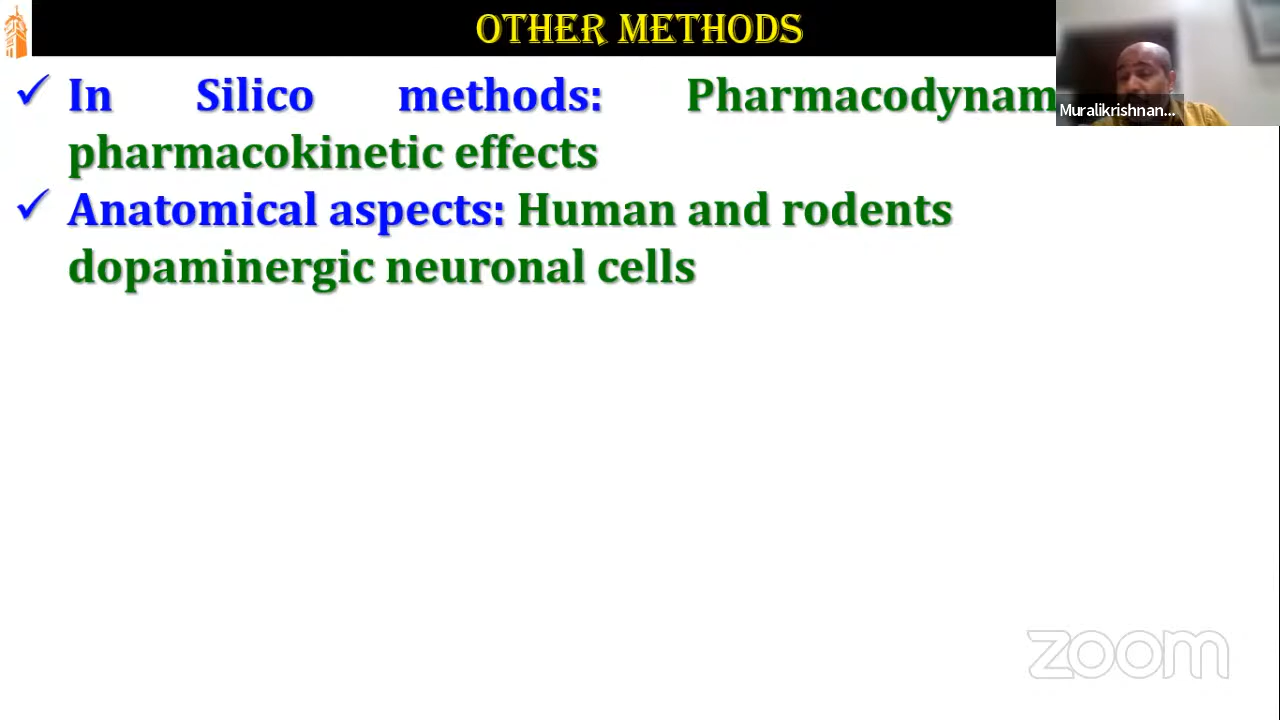 OTHER METHODS
✓ In Silico methods: Pharmacodynam
pharmacokinetic effects
✓ Anatomical aspects: Human and rodents
dopaminergic neuronal cells
Muralikrishnan...
zoom